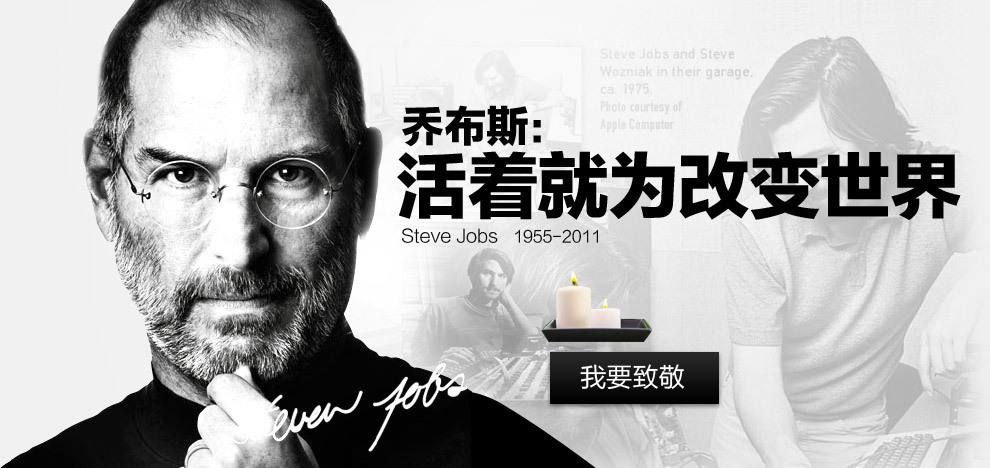 Steve Jobs and Steve
Wozniak in their garage,
ca. 1975.
Photo courtesy of
Apple Computer
乔布斯:
活着就为改变世界
Steve Jobs 1955-2011
我要致敬
Steven Jobs